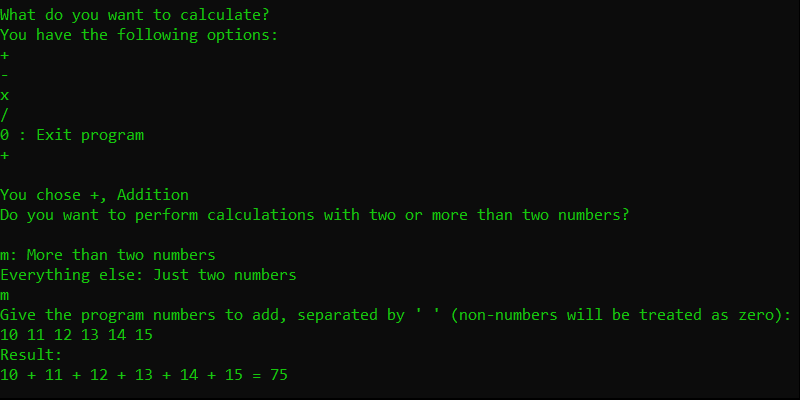 What do you want to calculate?
You have the following options:
+
-
x
/
0 : Exit program
+
You chose +, Addition
Do you want to perform calculations with two or more than two numbers?
m: More than two numbers
Everything else: Just two numbers
m
Give the program numbers to add, separated by ' ' (non-numbers will be treated as zero):
10 11 12 13 14 15
Result:
10 + 11 + 12 + 13 + 14 + 15 = 75